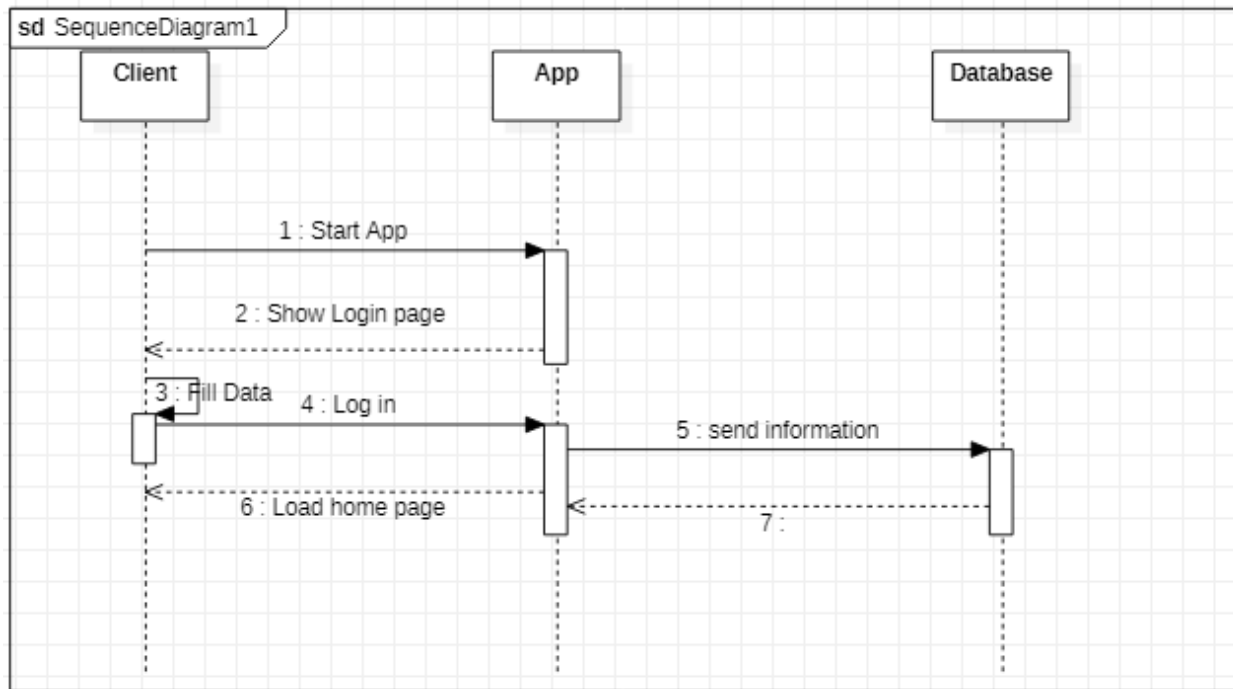 sd SequenceDiagram1
Client
App
Database
1 : Start App
2 : Show Login page
3 : Fill Data
4 : Log in
5 : send information
6 : Load home page
7 :